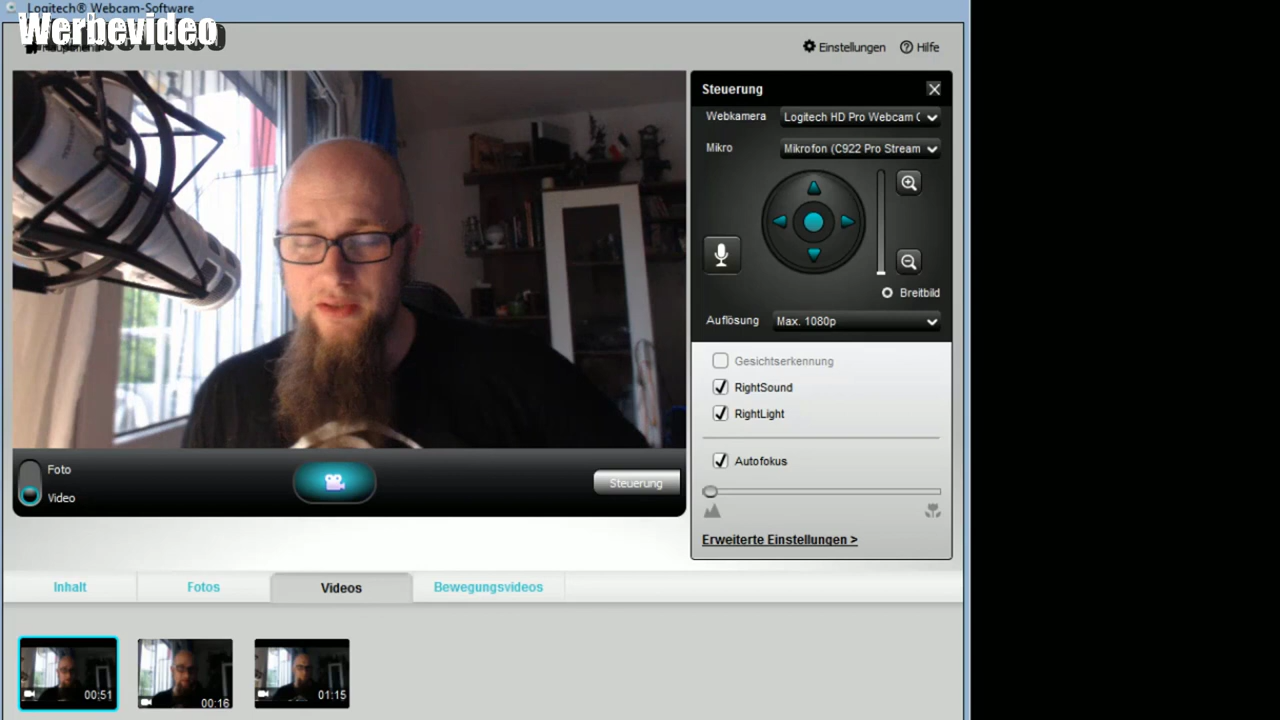 Logitech® Webcam-Software
Werbevideo
Einstellungen
Hilfe
Steuerung
Webkamera
Logitech HD Pro Webcam C
Mikro
Mikrofon (C922 Pro Stream
Breitbild
Auflösung
Max. 1080p
Gesichtserkennung
RightSound
RightLight
Autofokus
Erweiterte Einstellungen >
Foto
Video
Steuerung
Inhalt
Fotos
Videos
Bewegungsvideos
00:51
00:16
01:15